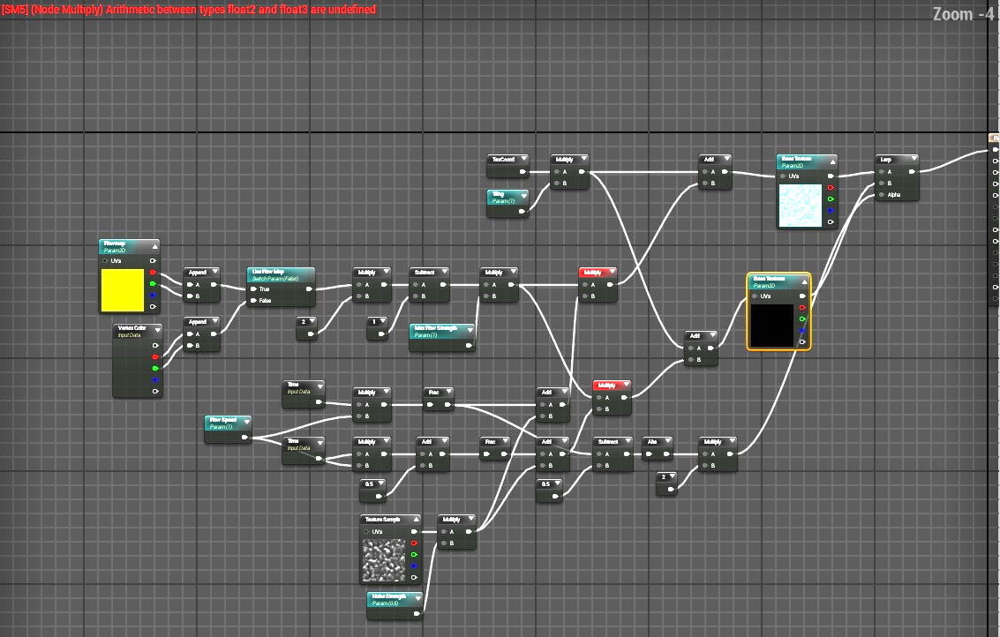 [SM5] (Node Multiply) Arithmetic between types float2 and float3 are undefined
Zoom -4
TexCoord
Multiply
A
B
Tiling
Param (1)
Add
A
B
Base Texture
Param2D
UVs
Lerp
A
B
Alpha
Flowmap
Param2D
UVs
Append
A
B
Use Flow Map
Switch Param (False)
True
False
Multiply
A
B
Subtract
A
B
Multiply
A
B
Multiply
A
B
Base Texture
Param2D
UVs
Vertex Color
Input Data
Append
A
B
2
1
Max Flow Strength
Param (1)
Add
A
B
Time
Input Data
Multiply
A
B
Frac
Add
A
B
Multiply
A
B
Flow Speed
Param (1)
Time
Input Data
Multiply
A
B
Add
A
B
Frac
Add
A
B
Subtract
A
B
Abs
Multiply
A
B
0.5
0.5
2
Texture Sample
UVs
Multiply
A
B
Noise Strength
Param (0.5)